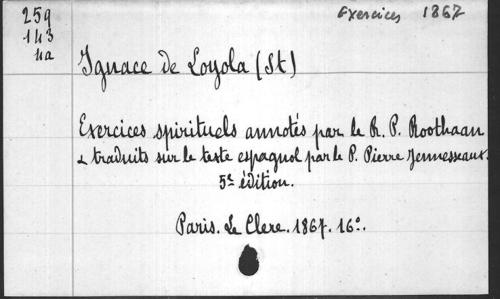 259 Exercices 1867
143
4a
Ignace de Loyola (St)
Exercices spirituels annotés par le R. P. Roothaan
& traduits sur le texte espagnol par le P. Pierre Jennesseaux.
5e édition.
Paris. Le Clere. 1867. 16°.